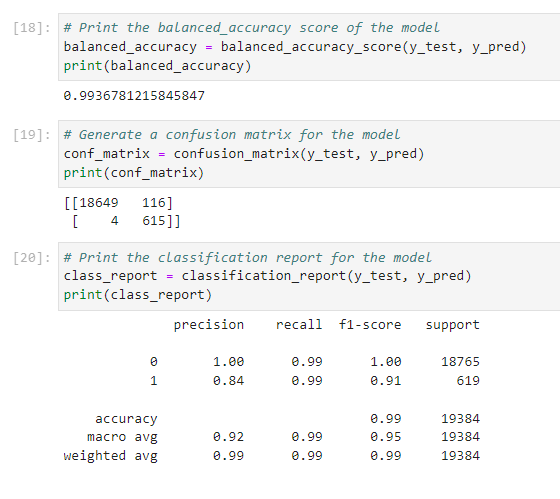 [18]: # Print the balanced_accuracy score of the model
balanced_accuracy = balanced_accuracy_score(y_test, y_pred)
print(balanced_accuracy)
0.9936781215845847
[19]: # Generate a confusion matrix for the model
conf_matrix = confusion_matrix(y_test, y_pred)
print(conf_matrix)
[[18649   116]
 [    4   615]]
[20]: # Print the classification report for the model
class_report = classification_report(y_test, y_pred)
print(class_report)
              precision    recall  f1-score   support
           0       1.00      0.99      1.00     18765
           1       0.84      0.99      0.91       619
    accuracy                           0.99     19384
   macro avg       0.92      0.99      0.95     19384
weighted avg       0.99      0.99      0.99     19384